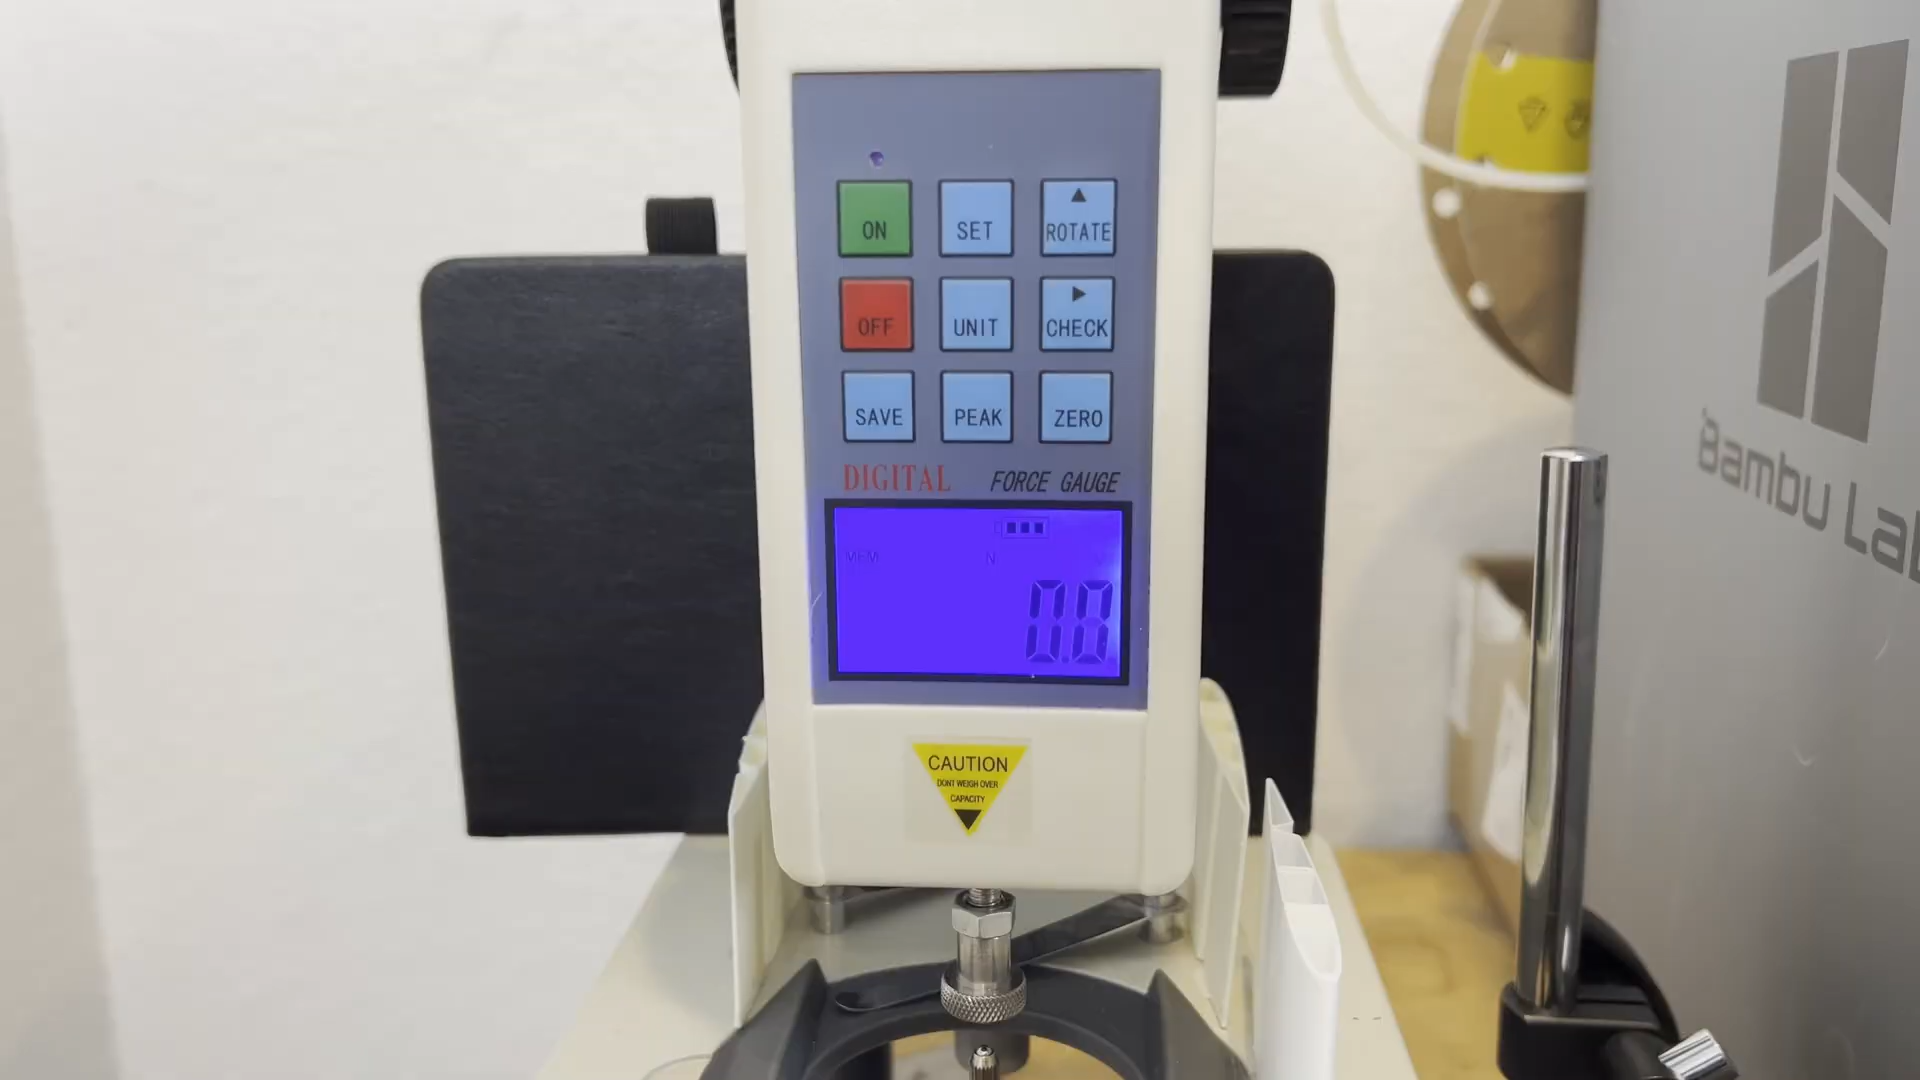 ON SET ROTATE
OFF UNIT CHECK
SAVE PEAK ZERO
DIGITAL FORCE GAUGE
MEM N
0.8
CAUTION
DONT WEIGH OVER
CAPACITY
Bambu Lab